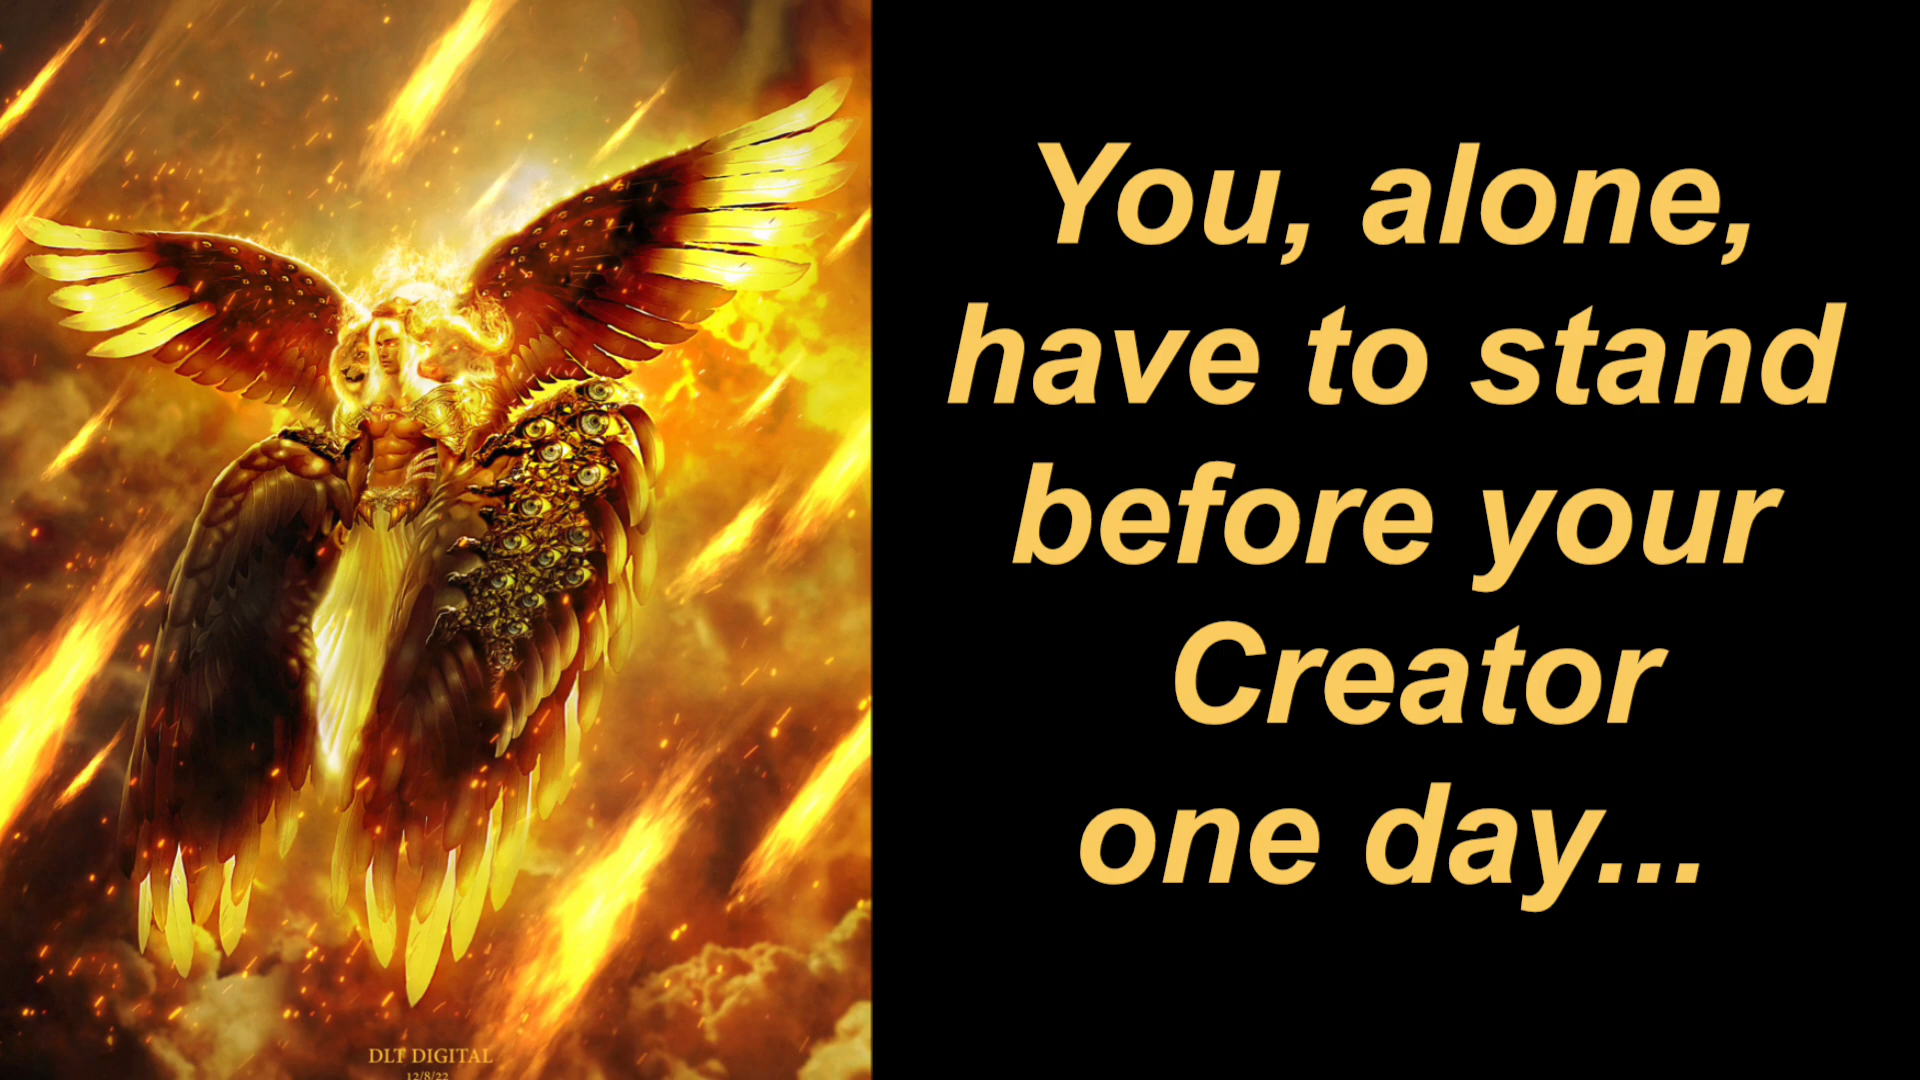 You, alone,
have to stand
before your
Creator
one day...
DLT DIGITAL
12/8/22